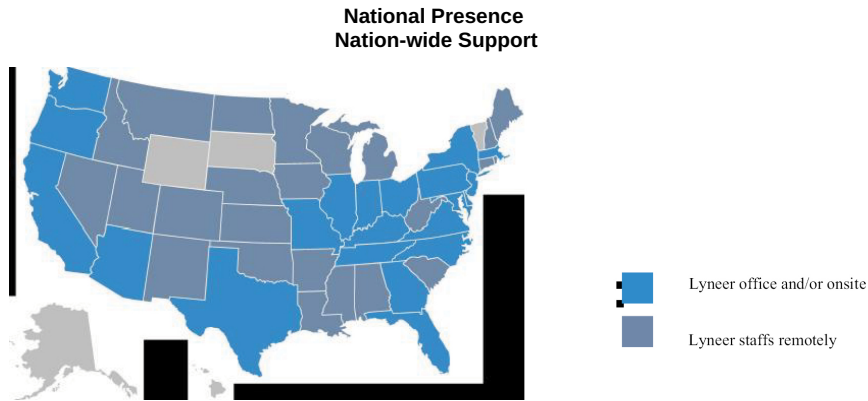 National Presence
Nation-wide Support
Lyneer office and/or onsite
Lyneer staffs remotely